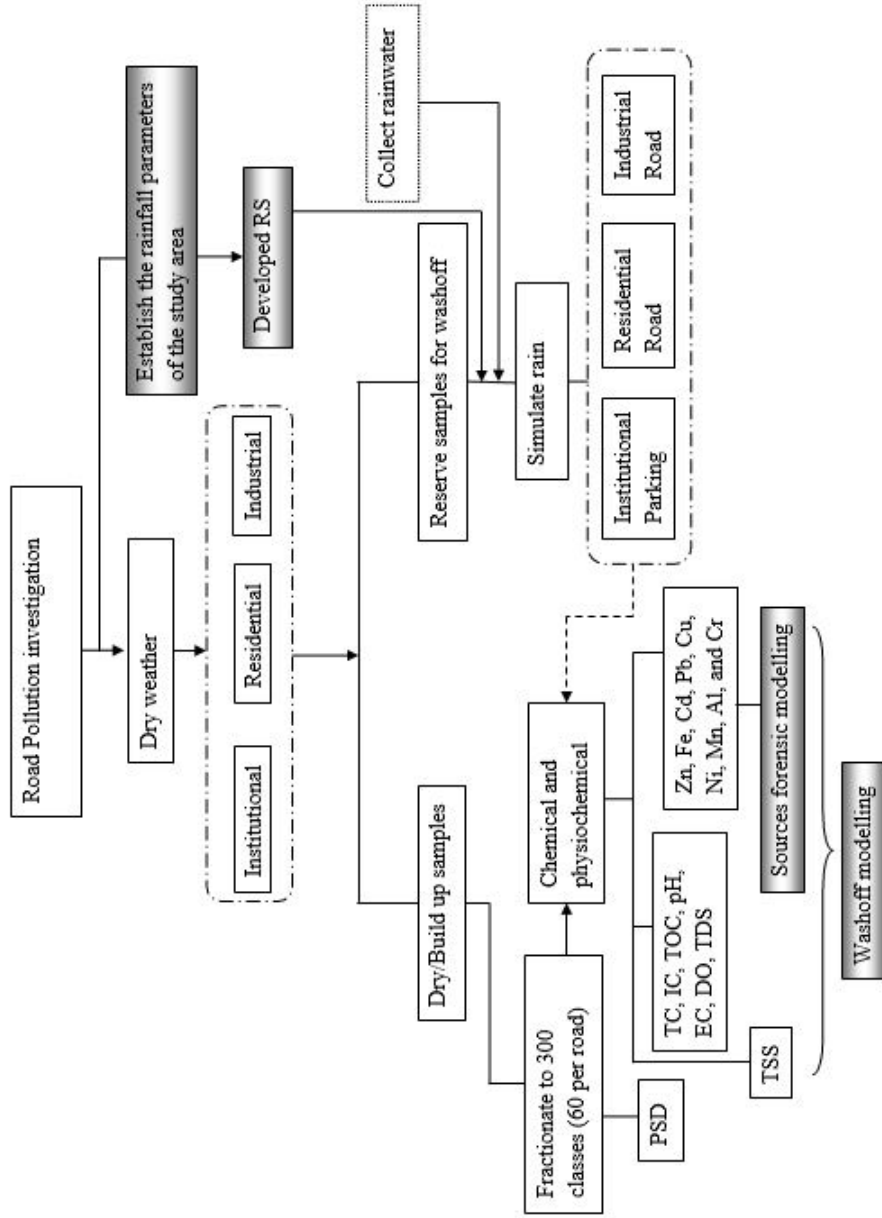 Road Pollution investigation
Dry weather
Establish the rainfall parameters
of the study area
Institutional
Residential
Industrial
Developed RS
Collect rainwater
Dry/Build up samples
Reserve samples for washoff
Fractionate to 300
classes (60 per road)
Chemical and
physiochemical
Simulate rain
PSD
Institutional
Parking
Residential
Road
Industrial
Road
TSS
TC, IC, TOC, pH,
EC, DO, TDS
Zn, Fe, Cd, Pb, Cu,
Ni, Mn, Al, and Cr
Sources forensic modelling
Washoff modelling